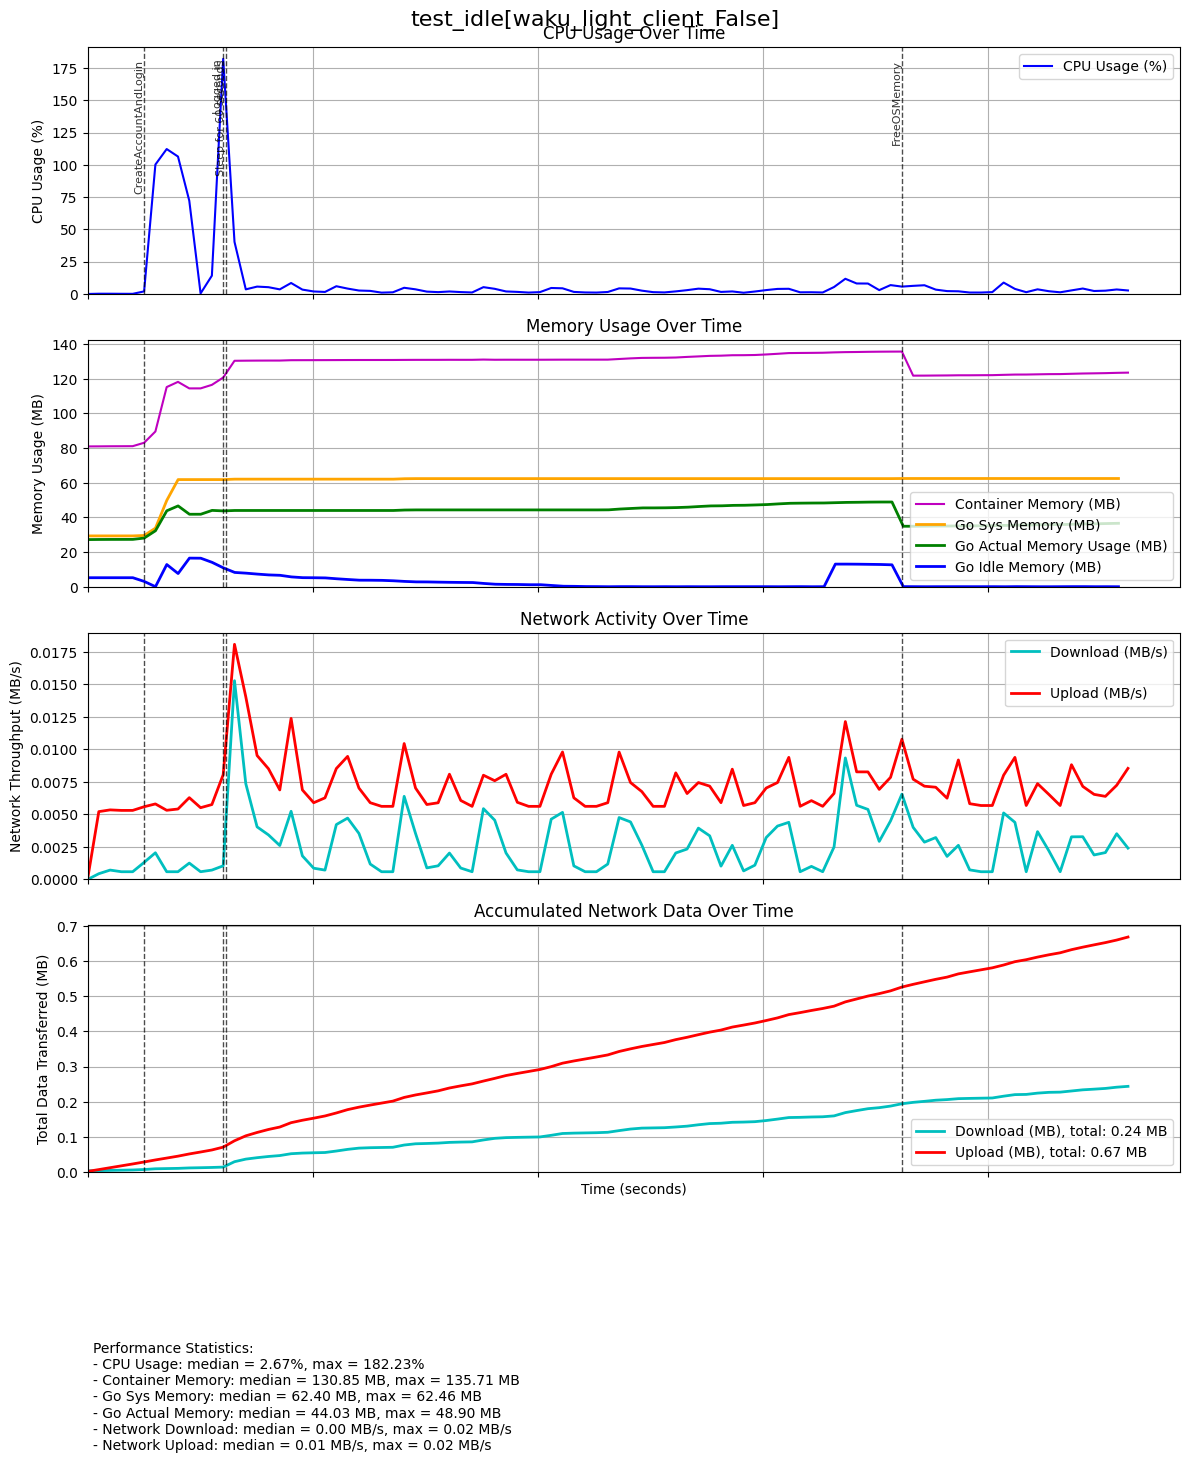 test_idle[waku_light_client_False]
CPU Usage Over Time
CPU Usage (%)
175
150
125
100
75
50
25
0
CreateAccountAndLogin
FreeOSMemory
CPU Usage (%)
Memory Usage Over Time
Memory Usage (MB)
140
120
100
80
60
40
20
0
Container Memory (MB)
Go Sys Memory (MB)
Go Actual Memory Usage (MB)
Go Idle Memory (MB)
Network Activity Over Time
Network Throughput (MB/s)
0.0175
0.0150
0.0125
0.0100
0.0075
0.0050
0.0025
0.0000
Download (MB/s)
Upload (MB/s)
Accumulated Network Data Over Time
Total Data Transferred (MB)
0.7
0.6
0.5
0.4
0.3
0.2
0.1
0.0
Download (MB), total: 0.24 MB
Upload (MB), total: 0.67 MB
Time (seconds)
Performance Statistics:
- CPU Usage: median = 2.67%, max = 182.23%
- Container Memory: median = 130.85 MB, max = 135.71 MB
- Go Sys Memory: median = 62.40 MB, max = 62.46 MB
- Go Actual Memory: median = 44.03 MB, max = 48.90 MB
- Network Download: median = 0.00 MB/s, max = 0.02 MB/s
- Network Upload: median = 0.01 MB/s, max = 0.02 MB/s